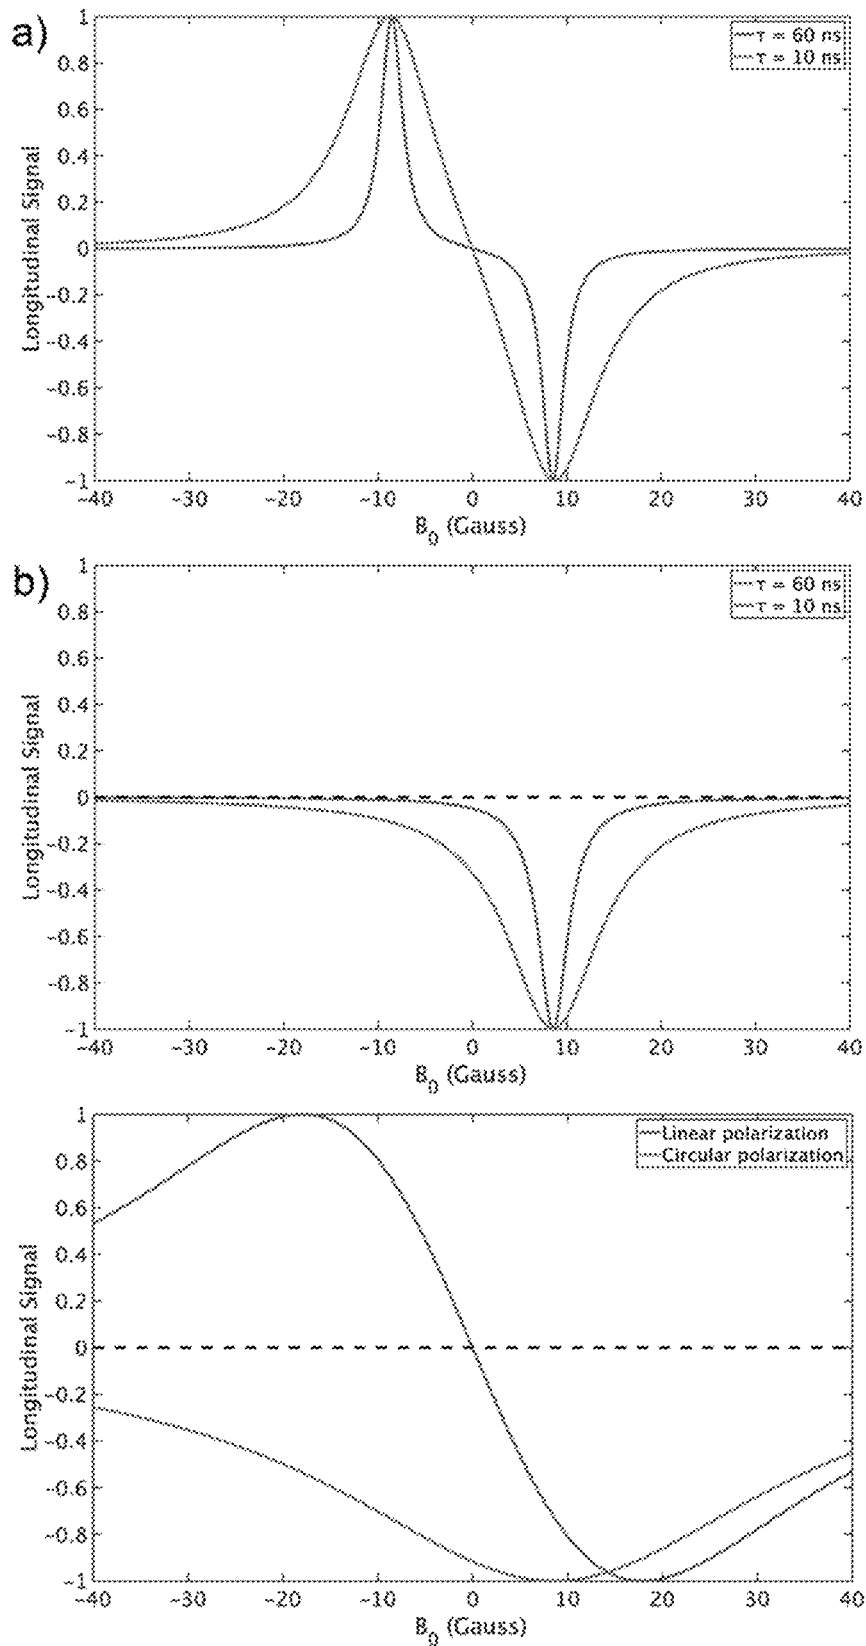 a)
Longitudinal Signal
1
0.8
0.6
0.4
0.2
0
-0.2
-0.4
-0.6
-0.8
-1
τ = 60 ns
τ = 10 ns
-40 -30 -20 -10 0 10 20 30 40
B0 (Gauss)
b)
Longitudinal Signal
1
0.8
0.6
0.4
0.2
0
-0.2
-0.4
-0.6
-0.8
-1
τ = 60 ns
τ = 10 ns
-40 -30 -20 -10 0 10 20 30 40
B0 (Gauss)
Longitudinal Signal
1
0.8
0.6
0.4
0.2
0
-0.2
-0.4
-0.6
-0.8
-1
Linear polarization
Circular polarization
-40 -30 -20 -10 0 10 20 30 40
B0 (Gauss)